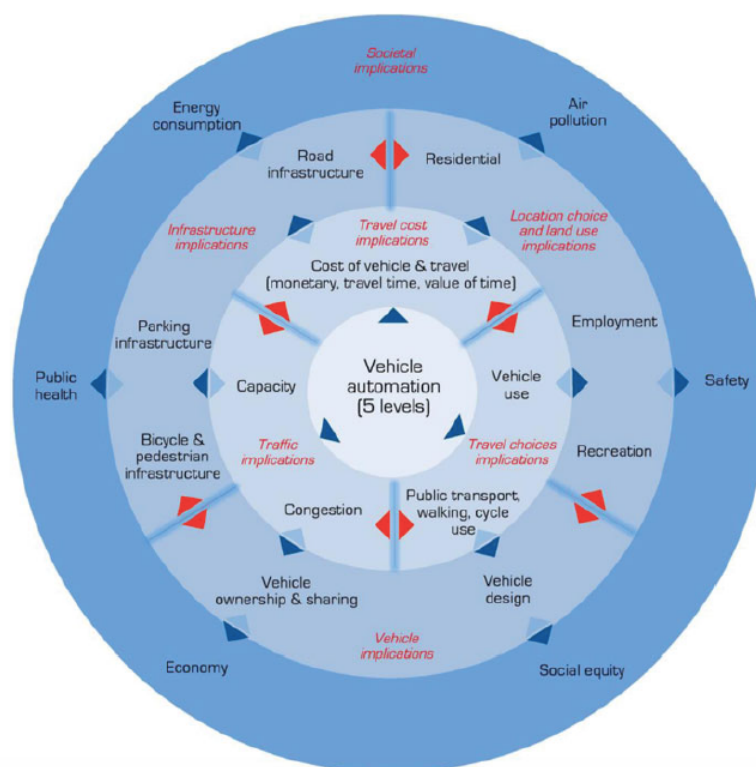 Societal
implications
Energy
consumption
Air
pollution
Road
infrastructure
Residential
Infrastructure
implications
Travel cost
implications
Location choice
and land use
implications
Cost of vehicle & travel
(monetary, travel time, value of time)
Parking
infrastructure
Employment
Public
health
Capacity
Vehicle
automation
(5 levels)
Vehicle
use
Safety
Bicycle &
pedestrian
infrastructure
Traffic
implications
Travel choices
implications
Recreation
Congestion
Public transport,
walking, cycle
use
Vehicle
ownership & sharing
Vehicle
design
Vehicle
implications
Economy
Social equity